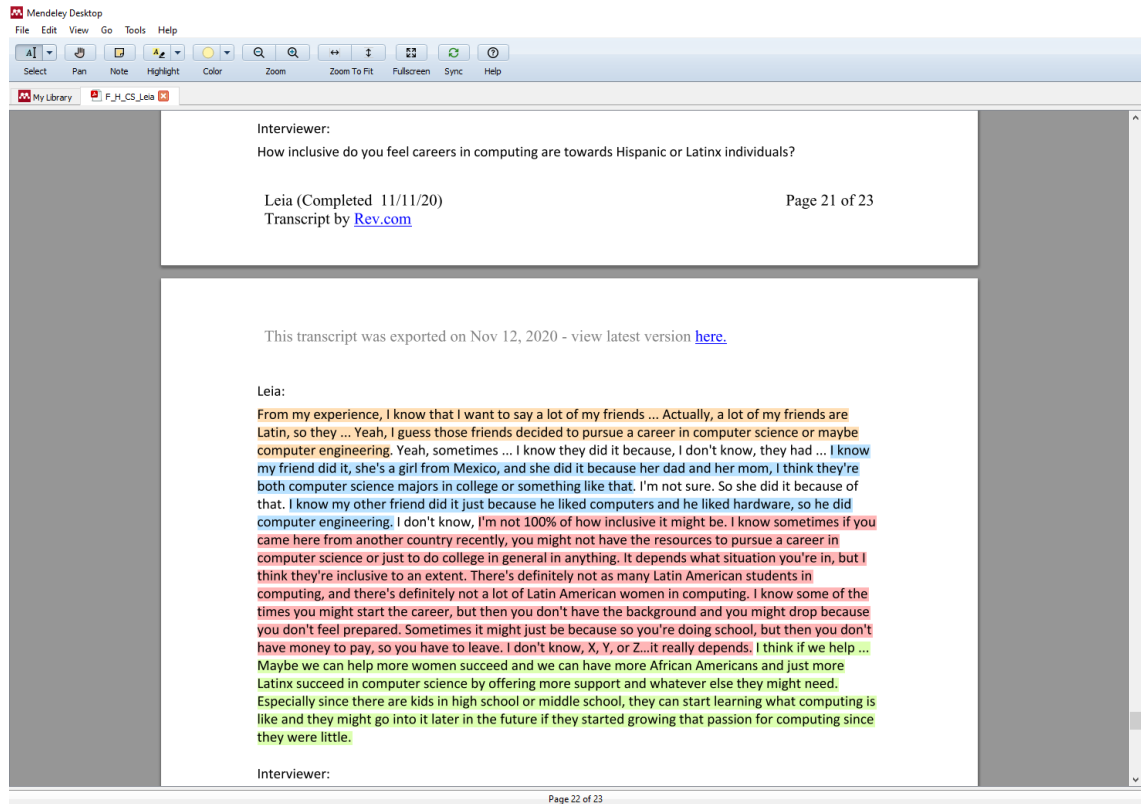 Mendeley Desktop
File Edit View Go Tools Help
Select Pan Note Highlight Color Zoom Zoom To Fit Fullscreen Sync Help
My Library F_H_CS_Leia
Interviewer:
How inclusive do you feel careers in computing are towards Hispanic or Latinx individuals?
Leia (Completed 11/11/20) Page 21 of 23
Transcript by Rev.com
This transcript was exported on Nov 12, 2020 - view latest version here.
Leia:
From my experience, I know that I want to say a lot of my friends ... Actually, a lot of my friends are
Latin, so they ... Yeah, I guess those friends decided to pursue a career in computer science or maybe
computer engineering. Yeah, sometimes ... I know they did it because, I don't know, they had ... I know
my friend did it, she's a girl from Mexico, and she did it because her dad and her mom, I think they're
both computer science majors in college or something like that. I'm not sure. So she did it because of
that. I know my other friend did it just because he liked computers and he liked hardware, so he did
computer engineering. I don't know, I'm not 100% of how inclusive it might be. I know sometimes if you
came here from another country recently, you might not have the resources to pursue a career in
computer science or just to do college in general in anything. It depends what situation you're in, but I
think they're inclusive to an extent. There's definitely not as many Latin American students in
computing, and there's definitely not a lot of Latin American women in computing. I know some of the
times you might start the career, but then you don't have the background and you might drop because
you don't feel prepared. Sometimes it might just be because so you're doing school, but then you don't
have money to pay, so you have to leave. I don't know, X, Y, or Z…it really depends. I think if we help ...
Maybe we can help more women succeed and we can have more African Americans and just more
Latinx succeed in computer science by offering more support and whatever else they might need.
Especially since there are kids in high school or middle school, they can start learning what computing is
like and they might go into it later in the future if they started growing that passion for computing since
they were little.
Interviewer:
Page 22 of 23